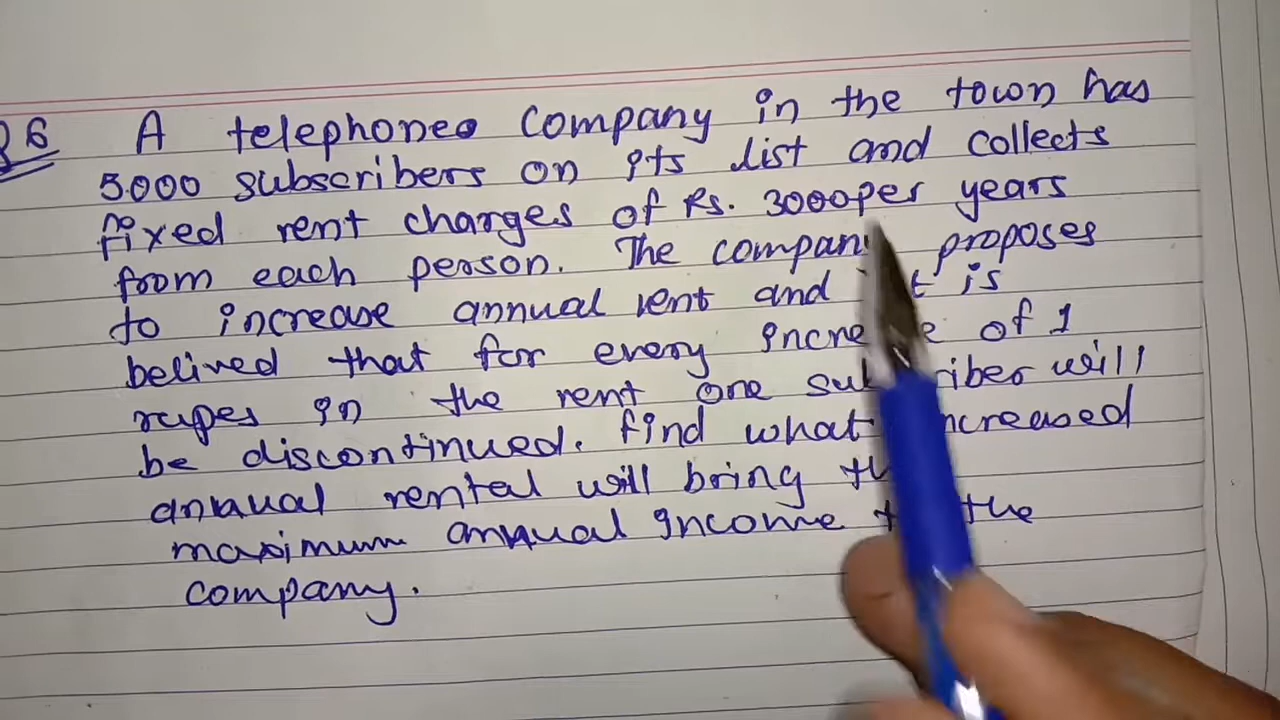 Q6 A telephone company in the town has
5000 subscribers on its list and collects
fixed rent charges of Rs. 3000 per years
from each person. The company proposes
to increase annual rent and it is
belived that for every increase of 1
rupes in the rent one subscriber will
be discontinued. find what increased
annual rental will bring the
maximum annual income to the
company.